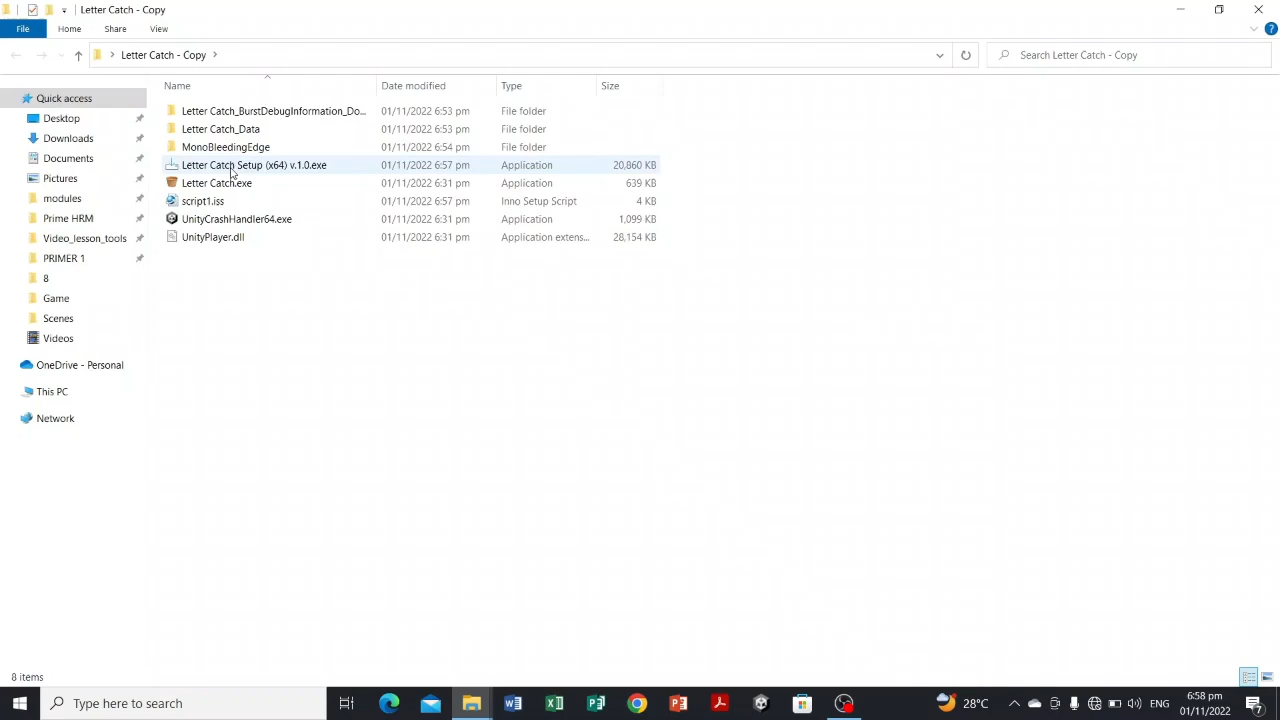 Letter Catch - Copy
File Home Share View
Letter Catch - Copy
Search Letter Catch - Copy
Name Date modified Type Size
Quick access
Desktop
Downloads
Documents
Pictures
modules
Prime HRM
Video_lesson_tools
PRIMER 1
8
Game
Scenes
Videos
OneDrive - Personal
This PC
Network
Letter Catch_BurstDebugInformation_Do... 01/11/2022 6:53 pm File folder
Letter Catch_Data 01/11/2022 6:53 pm File folder
MonoBleedingEdge 01/11/2022 6:54 pm File folder
Letter Catch Setup (x64) v.1.0.exe 01/11/2022 6:57 pm Application 20,860 KB
Letter Catch.exe 01/11/2022 6:31 pm Application 639 KB
script1.iss 01/11/2022 6:57 pm Inno Setup Script 4 KB
UnityCrashHandler64.exe 01/11/2022 6:31 pm Application 1,099 KB
UnityPlayer.dll 01/11/2022 6:31 pm Application extens... 28,154 KB
8 items
Type here to search
28°C
ENG
6:58 pm
01/11/2022
7